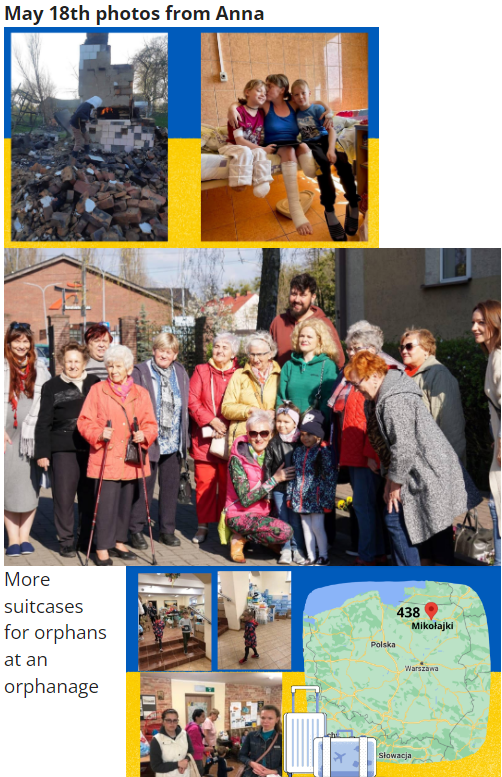 May 18th photos from Anna
More
suitcases
for orphans
at an
orphanage
438
Mikołajki
Polska
Warszawa
Słowacja